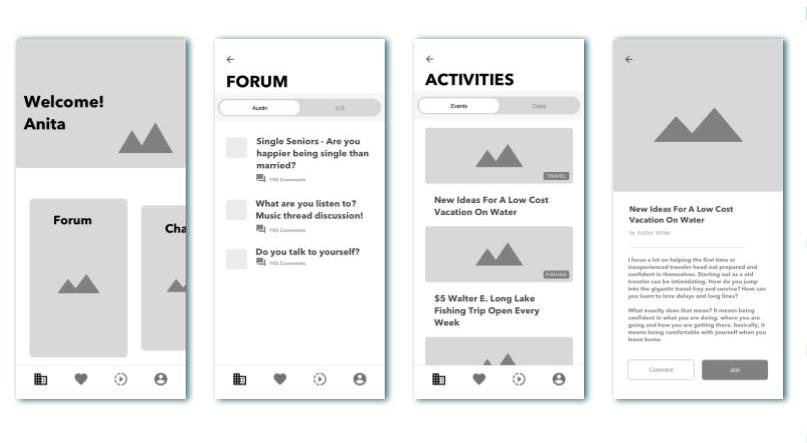 Welcome!
Anita
Forum
Cha
FORUM
Austin
U.S
Single Seniors - Are you
happier being single than
married?
100 Comments
What are you listen to?
Music thread discussion!
100 Comments
Do you talk to yourself?
100 Comments
ACTIVITIES
Events
Class
TRAVEL
New Ideas For A Low Cost
Vacation On Water
FISHING
$5 Walter E. Long Lake
Fishing Trip Open Every
Week
New Ideas For A Low Cost
Vacation On Water
by Author Writer
I focus a lot on helping the first time or
inexperienced traveler head out prepared and
confident in themselves. Starting out as a old
traveler can be intimidating. How do you jump
into the gigantic travel fray and survive? How can
you learn to love delays and long lines?
What exactly does that mean? It means being
confident in what you are doing, where you are
going and how you are getting there. basically, it
means being comfortable with yourself when you
leave home.
Comment
Join